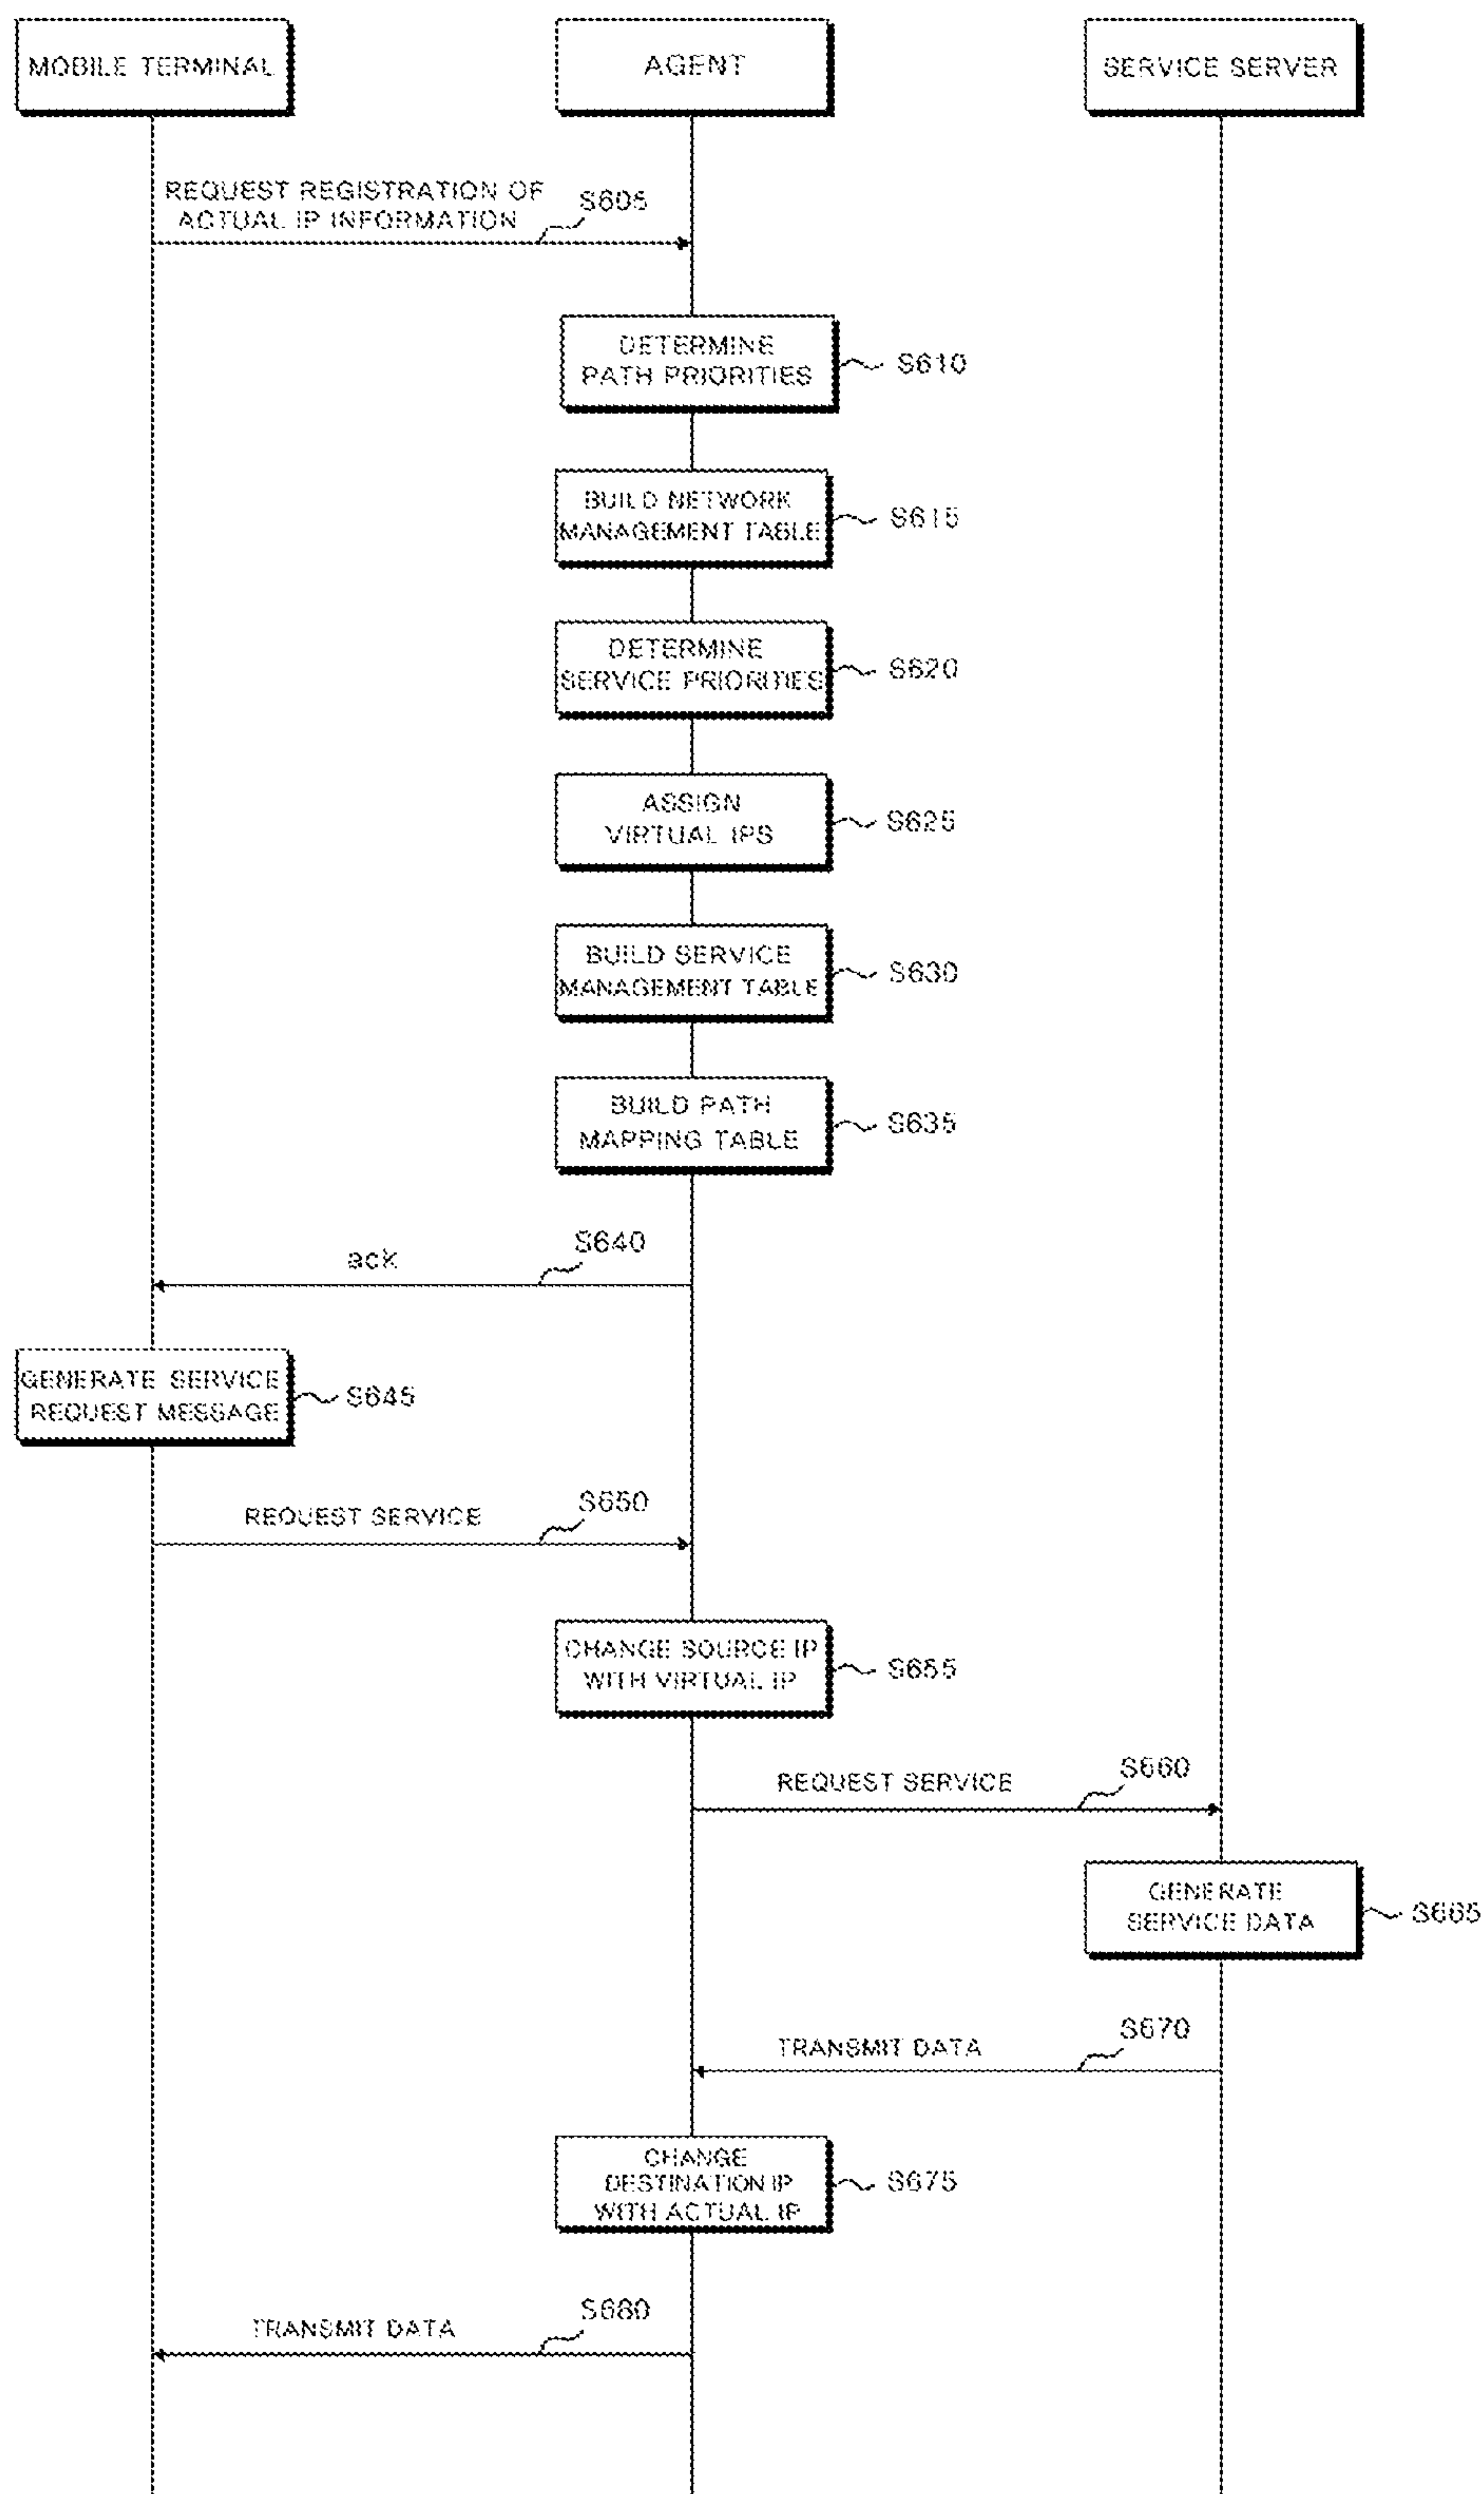 MOBILE TERMINAL
AGENT
SERVICE SERVER
REQUEST REGISTRATION OF
ACTUAL IP INFORMATION
S605
DETERMINE
PATH PRIORITIES
S610
BUILD NETWORK
MANAGEMENT TABLE
S615
DETERMINE
SERVICE PRIORITIES
S620
ASSIGN
VIRTUAL IPS
S625
BUILD SERVICE
MANAGEMENT TABLE
S630
BUILD PATH
MAPPING TABLE
S635
ack
S640
GENERATE SERVICE
REQUEST MESSAGE
S645
REQUEST SERVICE
S650
CHANGE SOURCE IP
WITH VIRTUAL IP
S655
REQUEST SERVICE
S660
GENERATE
SERVICE DATA
S665
TRANSMIT DATA
S670
CHANGE
DESTINATION IP
WITH ACTUAL IP
S675
TRANSMIT DATA
S680